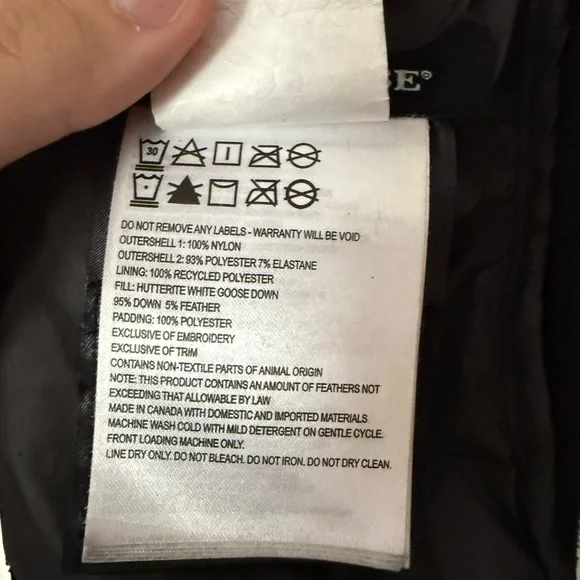 SE®
30
DO NOT REMOVE ANY LABELS - WARRANTY WILL BE VOID
OUTERSHELL 1: 100% NYLON
OUTERSHELL 2: 93% POLYESTER 7% ELASTANE
LINING: 100% RECYCLED POLYESTER
FILL: HUTTERITE WHITE GOOSE DOWN
95% DOWN 5% FEATHER
PADDING: 100% POLYESTER
EXCLUSIVE OF EMBROIDERY
EXCLUSIVE OF TRIM
CONTAINS NON-TEXTILE PARTS OF ANIMAL ORIGIN
NOTE: THIS PRODUCT CONTAINS AN AMOUNT OF FEATHERS NOT
EXCEEDING THAT ALLOWABLE BY LAW
MADE IN CANADA WITH DOMESTIC AND IMPORTED MATERIALS
MACHINE WASH COLD WITH MILD DETERGENT ON GENTLE CYCLE.
FRONT LOADING MACHINE ONLY.
LINE DRY ONLY. DO NOT BLEACH. DO NOT IRON. DO NOT DRY CLEAN.